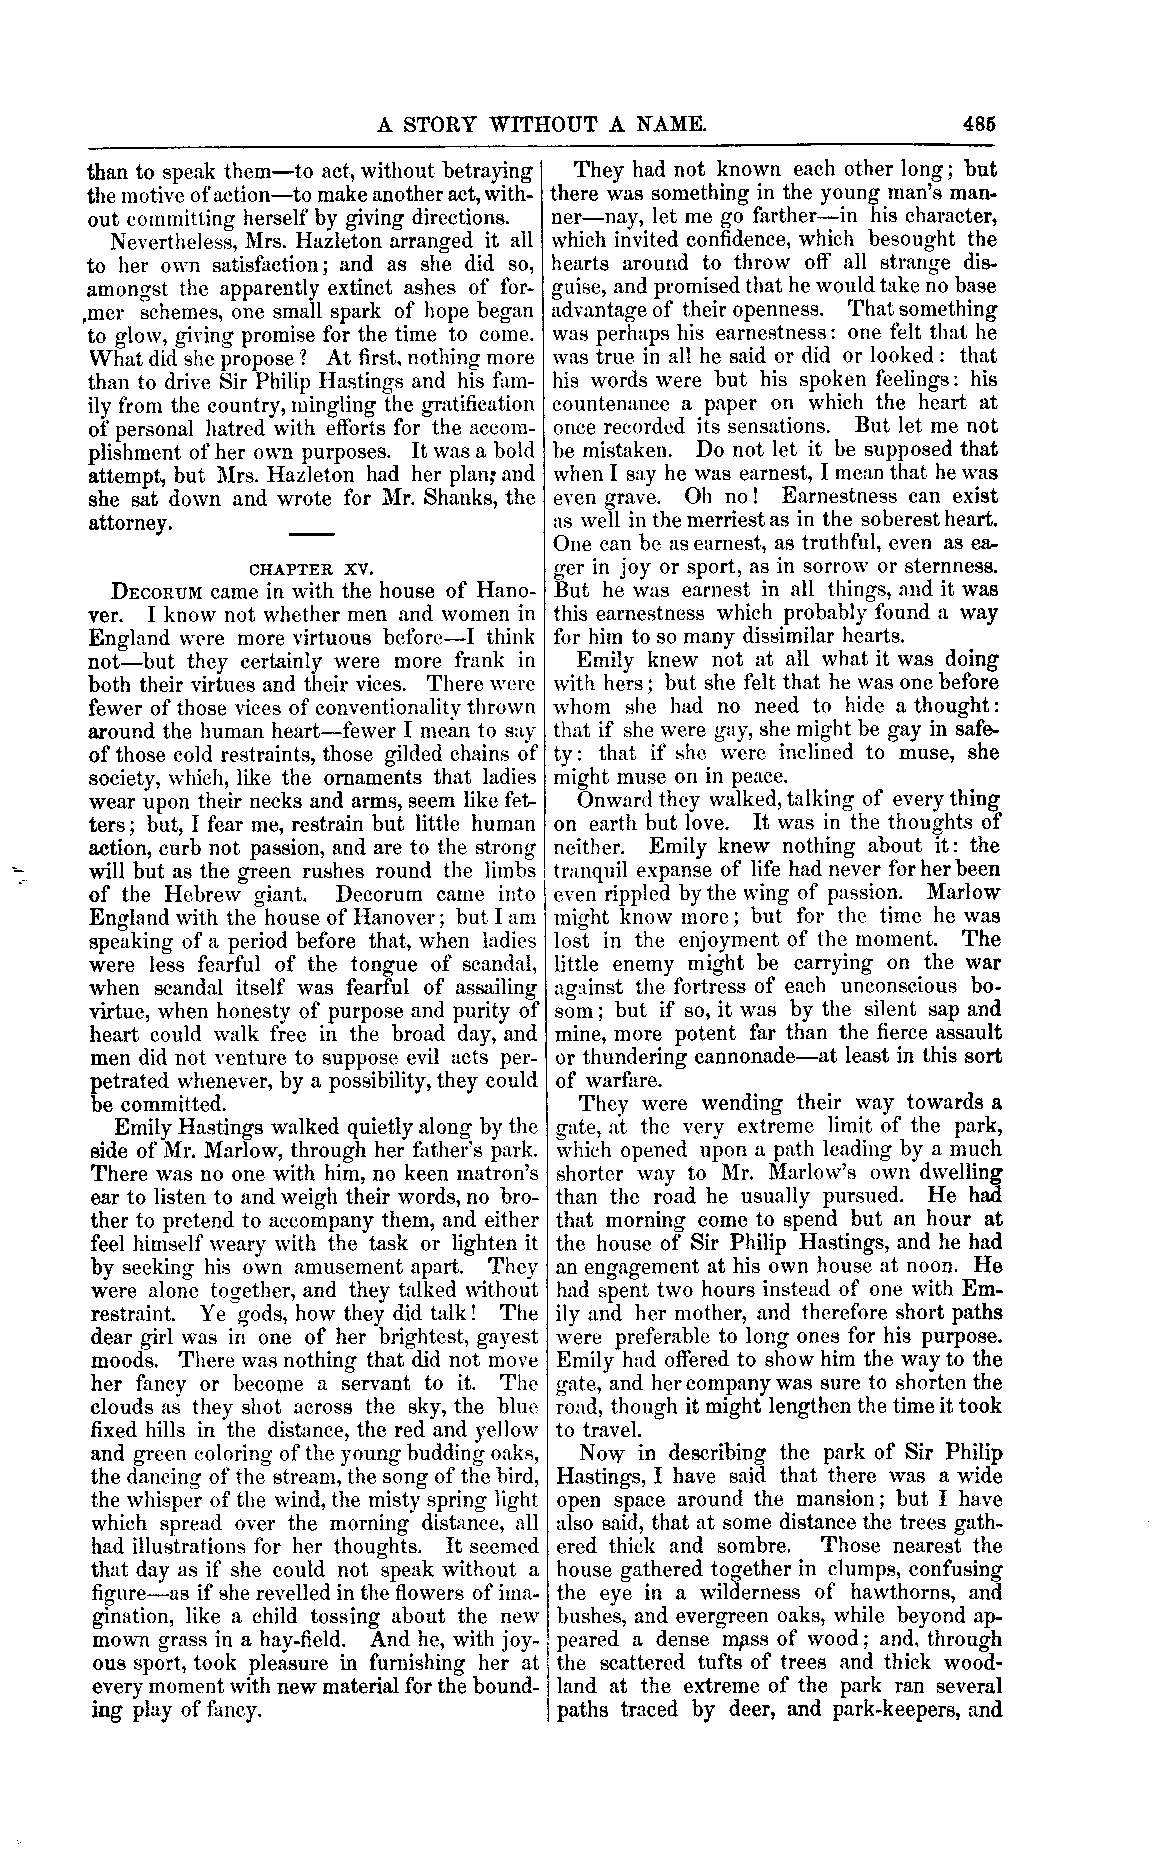 A STORY WITHOUT A NAME. 485
than to speak them—to act, without betraying
the motive of action—to make another act, with-
out committing herself by giving directions.
Nevertheless, Mrs. Hazleton arranged it all
to her own satisfaction; and as she did so,
amongst the apparently extinct ashes of for-
mer schemes, one small spark of hope began
to glow, giving promise for the time to come.
What did she propose? At first, nothing more
than to drive Sir Philip Hastings and his fam-
ily from the country, mingling the gratification
of personal hatred with efforts for the accom-
plishment of her own purposes. It was a bold
attempt, but Mrs. Hazleton had her plan; and
she sat down and wrote for Mr. Shanks, the
attorney.
CHAPTER XV.
DECORUM came in with the house of Hano-
ver. I know not whether men and women in
England were more virtuous before—I think
not—but they certainly were more frank in
both their virtues and their vices. There were
fewer of those vices of conventionality thrown
around the human heart—fewer I mean to say
of those cold restraints, those gilded chains of
society, which, like the ornaments that ladies
wear upon their necks and arms, seem like fet-
ters; but, I fear me, restrain but little human
action, curb not passion, and are to the strong
will but as the green rushes round the limbs
of the Hebrew giant. Decorum came into
England with the house of Hanover; but I am
speaking of a period before that, when ladies
were less fearful of the tongue of scandal,
when scandal itself was fearful of assailing
virtue, when honesty of purpose and purity of
heart could walk free in the broad day, and
men did not venture to suppose evil acts per-
petrated whenever, by a possibility, they could
be committed.
Emily Hastings walked quietly along by the
side of Mr. Marlow, through her father's park.
There was no one with him, no keen matron's
ear to listen to and weigh their words, no bro-
ther to pretend to accompany them, and either
feel himself weary with the task or lighten it
by seeking his own amusement apart. They
were alone together, and they talked without
restraint. Ye gods, how they did talk! The
dear girl was in one of her brightest, gayest
moods. There was nothing that did not move
her fancy or become a servant to it. The
clouds as they shot across the sky, the blue
fixed hills in the distance, the red and yellow
and green coloring of the young budding oaks,
the dancing of the stream, the song of the bird,
the whisper of the wind, the misty spring light
which spread over the morning distance, all
had illustrations for her thoughts. It seemed
that day as if she could not speak without a
figure—as if she revelled in the flowers of ima-
gination, like a child tossing about the new
mown grass in a hay-field. And he, with joy-
ous sport, took pleasure in furnishing her at
every moment with new material for the bound-
ing play of fancy.
They had not known each other long; but
there was something in the young man's man-
ner—nay, let me go farther—in his character,
which invited confidence, which besought the
hearts around to throw off all strange dis-
guise, and promised that he would take no base
advantage of their openness. That something
was perhaps his earnestness: one felt that he
was true in all he said or did or looked: that
his words were but his spoken feelings: his
countenance a paper on which the heart at
once recorded its sensations. But let me not
be mistaken. Do not let it be supposed that
when I say he was earnest, I mean that he was
even grave. Oh no! Earnestness can exist
as well in the merriest as in the soberest heart.
One can be as earnest, as truthful, even as ea-
ger in joy or sport, as in sorrow or sternness.
But he was earnest in all things, and it was
this earnestness which probably found a way
for him to so many dissimilar hearts.
Emily knew not at all what it was doing
with hers; but she felt that he was one before
whom she had no need to hide a thought:
that if she were gay, she might be gay in safe-
ty: that if she were inclined to muse, she
might muse on in peace.
Onward they walked, talking of every thing
on earth but love. It was in the thoughts of
neither. Emily knew nothing about it: the
tranquil expanse of life had never for her been
even rippled by the wing of passion. Marlow
might know more; but for the time he was
lost in the enjoyment of the moment. The
little enemy might be carrying on the war
against the fortress of each unconscious bo-
som; but if so, it was by the silent sap and
mine, more potent far than the fierce assault
or thundering cannonade—at least in this sort
of warfare.
They were wending their way towards a
gate, at the very extreme limit of the park,
which opened upon a path leading by a much
shorter way to Mr. Marlow's own dwelling
than the road he usually pursued. He had
that morning come to spend but an hour at
the house of Sir Philip Hastings, and he had
an engagement at his own house at noon. He
had spent two hours instead of one with Em-
ily and her mother, and therefore short paths
were preferable to long ones for his purpose.
Emily had offered to show him the way to the
gate, and her company was sure to shorten the
road, though it might lengthen the time it took
to travel.
Now in describing the park of Sir Philip
Hastings, I have said that there was a wide
open space around the mansion; but I have
also said, that at some distance the trees gath-
ered thick and sombre. Those nearest the
house gathered together in clumps, confusing
the eye in a wilderness of hawthorns, and
bushes, and evergreen oaks, while beyond ap-
peared a dense mass of wood; and, through
the scattered tufts of trees and thick wood-
land at the extreme of the park ran several
paths traced by deer, and park-keepers, and